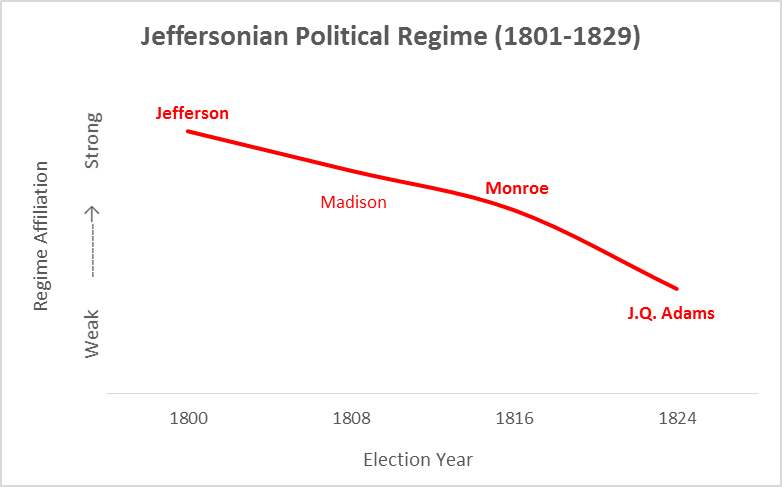 Jeffersonian Political Regime (1801-1829)
Jefferson
Madison
Monroe
J.Q. Adams
Regime Affiliation
Weak ---------→ Strong
1800 1808 1816 1824
Election Year